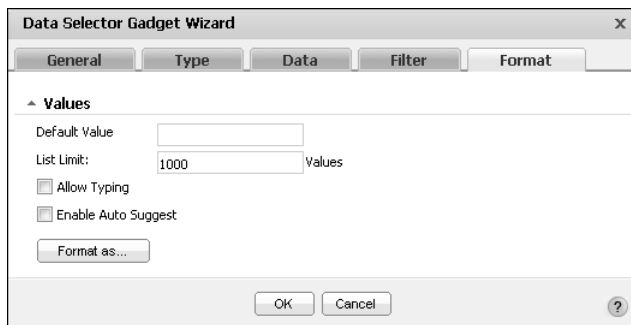 Data Selector Gadget Wizard x
General Type Data Filter Format
Values
Default Value
List Limit: 1000 Values
Allow Typing
Enable Auto Suggest
Format as...
OK Cancel ?